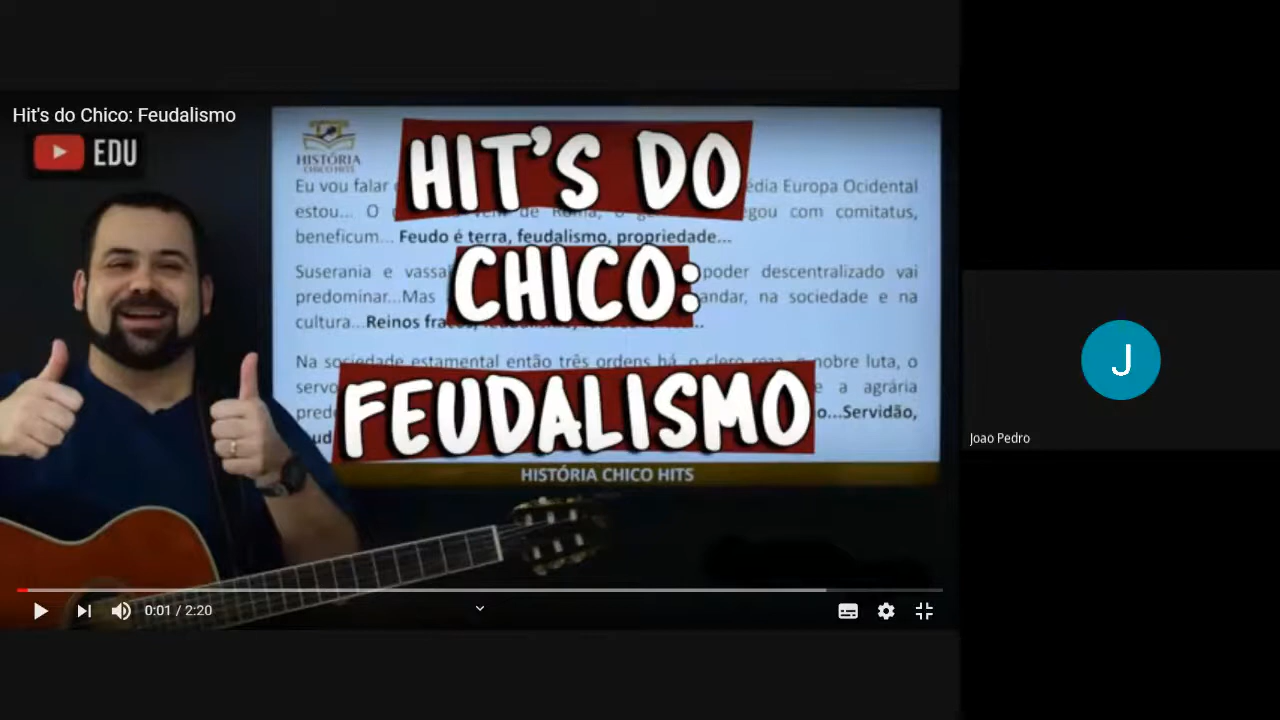 Hit's do Chico: Feudalismo
EDU
HISTÓRIA
CHICO HITS
HIT'S DO
CHICO:
FEUDALISMO
Eu vou falar édia Europa Ocidental
estou... O de Roma, o egou com comitatus,
beneficum... Feudo é terra, feudalismo, propriedade...
Suserania e vassal poder descentralizado vai
predominar...Mas andar, na sociedade e na
cultura...Reinos
Na sociedade estamental então três ordens há, o clero reza, o nobre luta, o
servo e a agrária
pred o...Servidão,
HISTÓRIA CHICO HITS
0:01 / 2:20
J
Joao Pedro